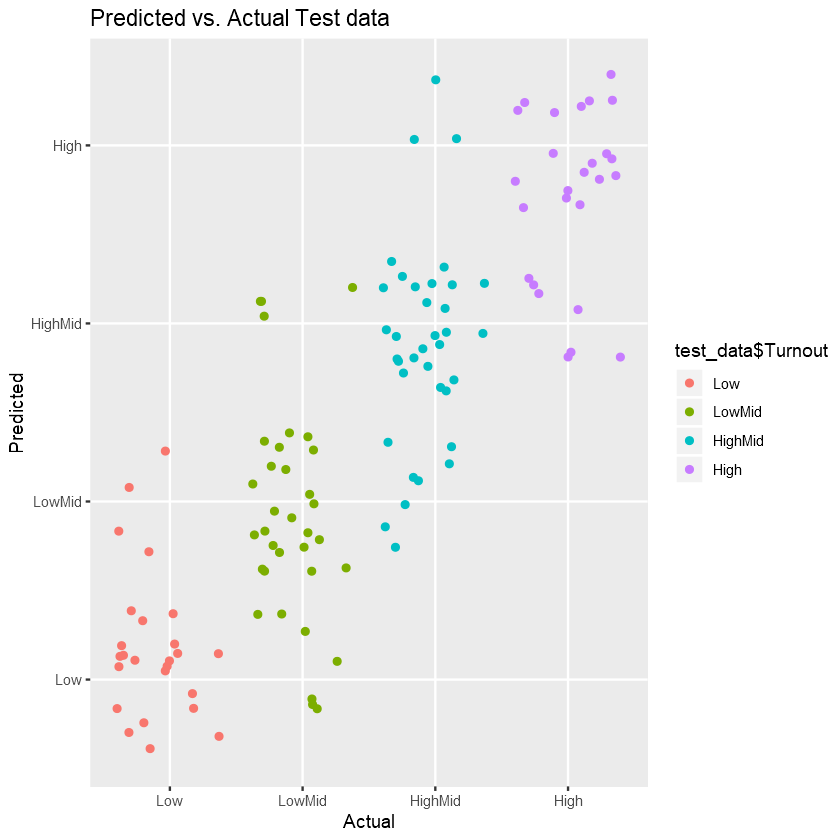 Predicted vs. Actual Test data
High
HighMid
LowMid
Low
Predicted
Low
LowMid
HighMid
High
Actual
test_data$Turnout
Low
LowMid
HighMid
High